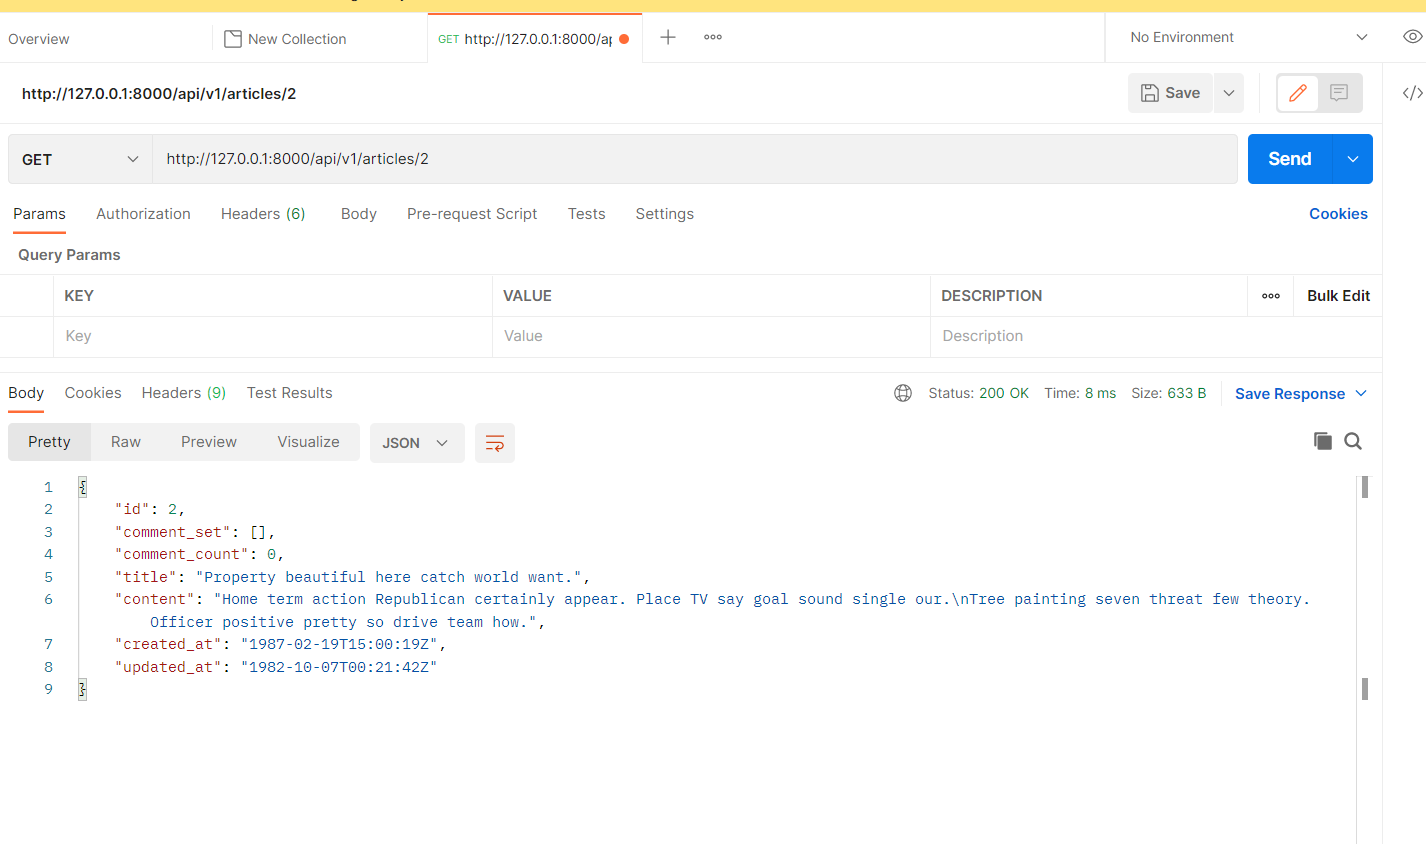 Overview
New Collection
GET http://127.0.0.1:8000/ap
No Environment
http://127.0.0.1:8000/api/v1/articles/2
Save
GET
http://127.0.0.1:8000/api/v1/articles/2
Send
Params
Authorization
Headers (6)
Body
Pre-request Script
Tests
Settings
Cookies
Query Params
KEY
VALUE
DESCRIPTION
Bulk Edit
Key
Value
Description
Body
Cookies
Headers (9)
Test Results
Status: 200 OK
Time: 8 ms
Size: 633 B
Save Response
Pretty
Raw
Preview
Visualize
JSON
1 {
2 "id": 2,
3 "comment_set": [],
4 "comment_count": 0,
5 "title": "Property beautiful here catch world want.",
6 "content": "Home term action Republican certainly appear. Place TV say goal sound single our.\nTree painting seven threat few theory.
Officer positive pretty so drive team how.",
7 "created_at": "1987-02-19T15:00:19Z",
8 "updated_at": "1982-10-07T00:21:42Z"
9 }